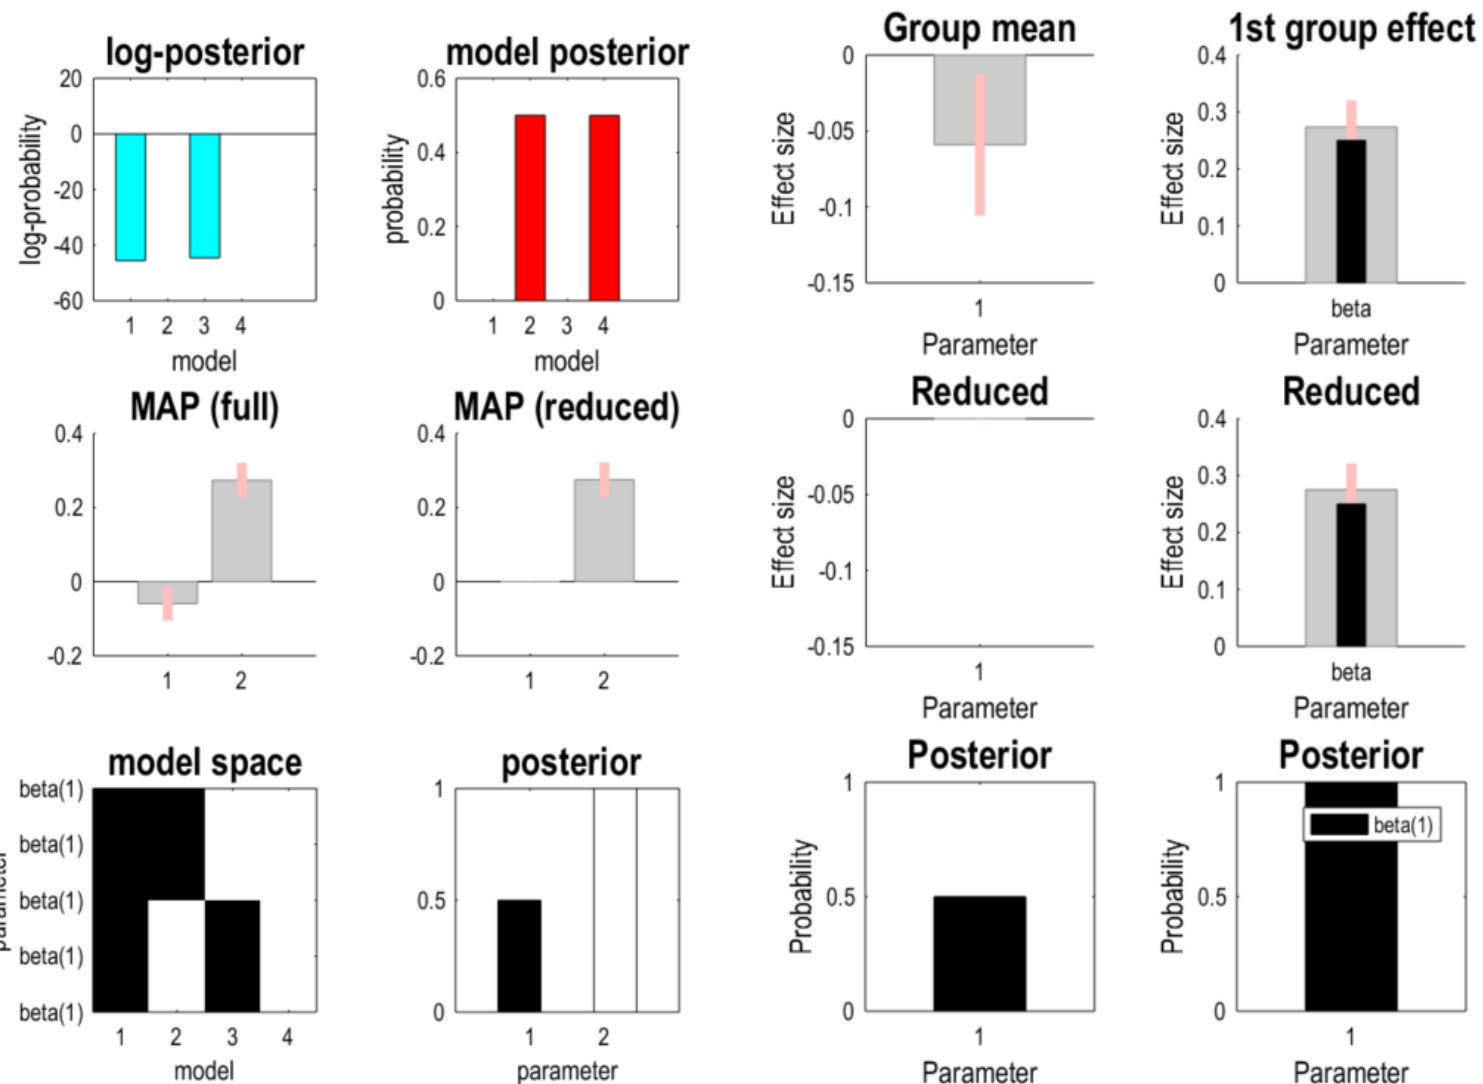 log-posterior
20
0
-20
-40
-60
log-probability
1 2 3 4
model
model posterior
0.6
0.4
0.2
0
probability
1 2 3 4
model
Group mean
0
-0.05
-0.1
-0.15
Effect size
1
Parameter
1st group effect
0.4
0.3
0.2
0.1
0
Effect size
beta
Parameter
MAP (full)
0.4
0.2
0
-0.2
1 2
MAP (reduced)
0.4
0.2
0
-0.2
1 2
Reduced
0
-0.05
-0.1
-0.15
Effect size
1
Parameter
Reduced
0.4
0.3
0.2
0.1
0
Effect size
beta
Parameter
model space
beta(1)
beta(1)
beta(1)
beta(1)
beta(1)
parameter
1 2 3 4
model
posterior
1
0.5
0
1 2
parameter
Posterior
1
0.5
0
Probability
1
Parameter
Posterior
1
0.5
0
Probability
beta(1)
1
Parameter